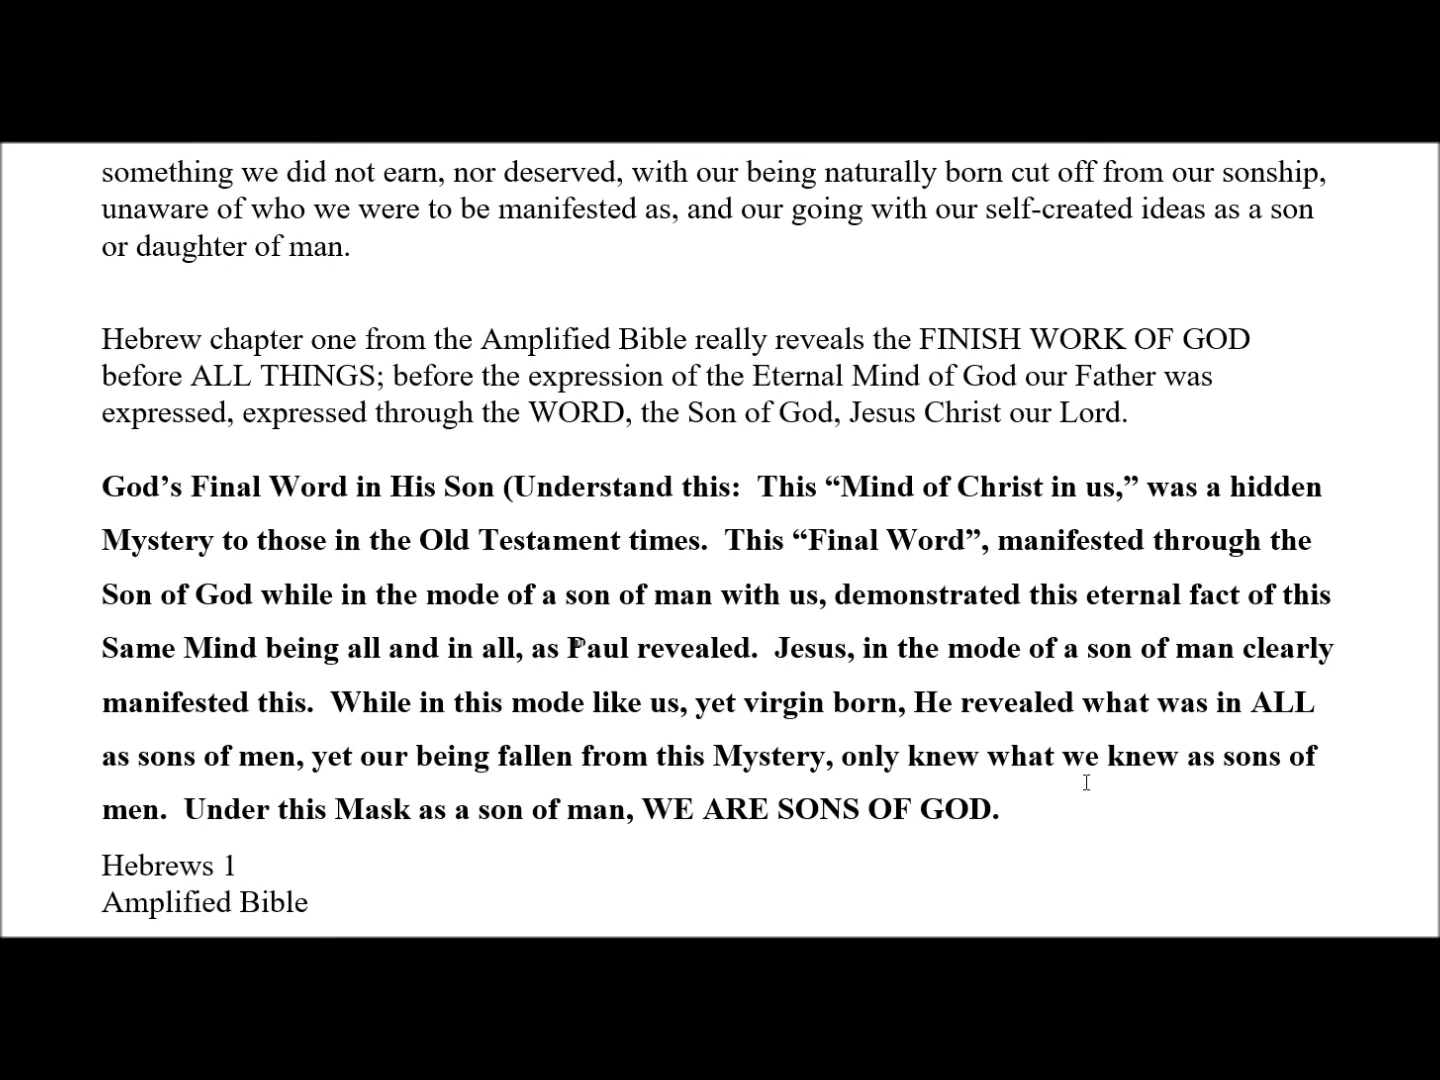 something we did not earn, nor deserved, with our being naturally born cut off from our sonship,
unaware of who we were to be manifested as, and our going with our self-created ideas as a son
or daughter of man.
Hebrew chapter one from the Amplified Bible really reveals the FINISH WORK OF GOD
before ALL THINGS; before the expression of the Eternal Mind of God our Father was
expressed, expressed through the WORD, the Son of God, Jesus Christ our Lord.
God’s Final Word in His Son (Understand this:  This “Mind of Christ in us,” was a hidden
Mystery to those in the Old Testament times.  This “Final Word”, manifested through the
Son of God while in the mode of a son of man with us, demonstrated this eternal fact of this
Same Mind being all and in all, as Paul revealed.  Jesus, in the mode of a son of man clearly
manifested this.  While in this mode like us, yet virgin born, He revealed what was in ALL
as sons of men, yet our being fallen from this Mystery, only knew what we knew as sons of
men.  Under this Mask as a son of man, WE ARE SONS OF GOD.
Hebrews 1
Amplified Bible